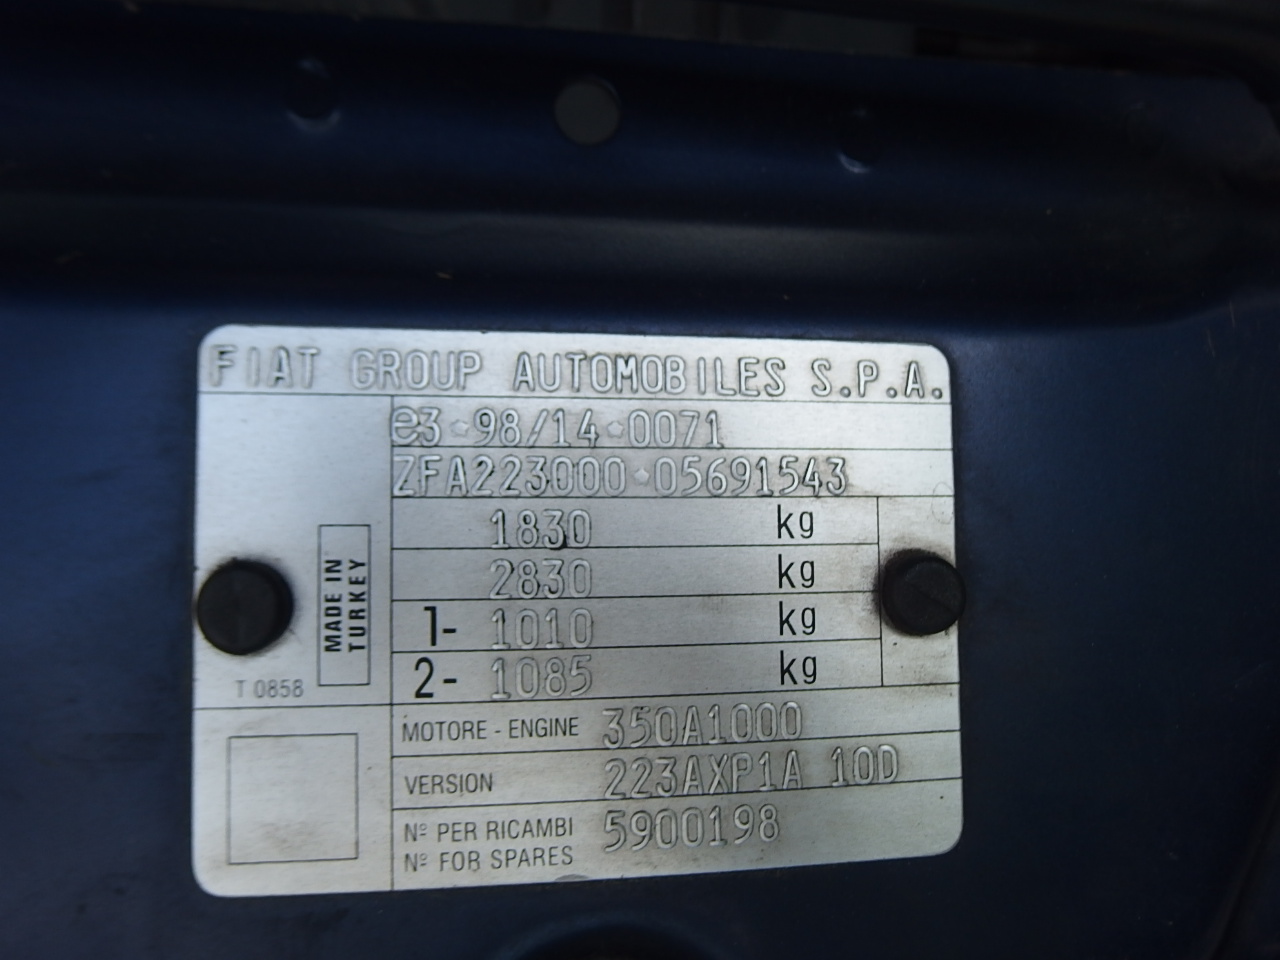 FIAT GROUP AUTOMOBILES S.P.A.
e3*98/14*0071
ZFA223000*05691543
1830 kg
2830 kg
1- 1010 kg
2- 1085 kg
MADE IN
TURKEY
T 0858
MOTORE - ENGINE 350A1000
VERSION 223AXP1A 10D
Nº PER RICAMBI 5900198
Nº FOR SPARES